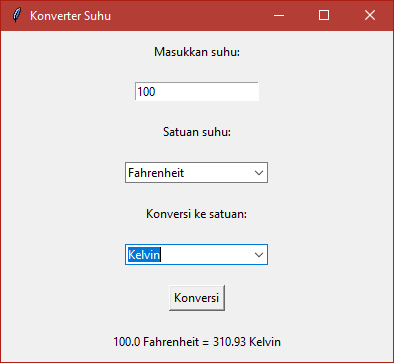 Konverter Suhu
Masukkan suhu:
100
Satuan suhu:
Fahrenheit
Konversi ke satuan:
Kelvin
Konversi
100.0 Fahrenheit = 310.93 Kelvin